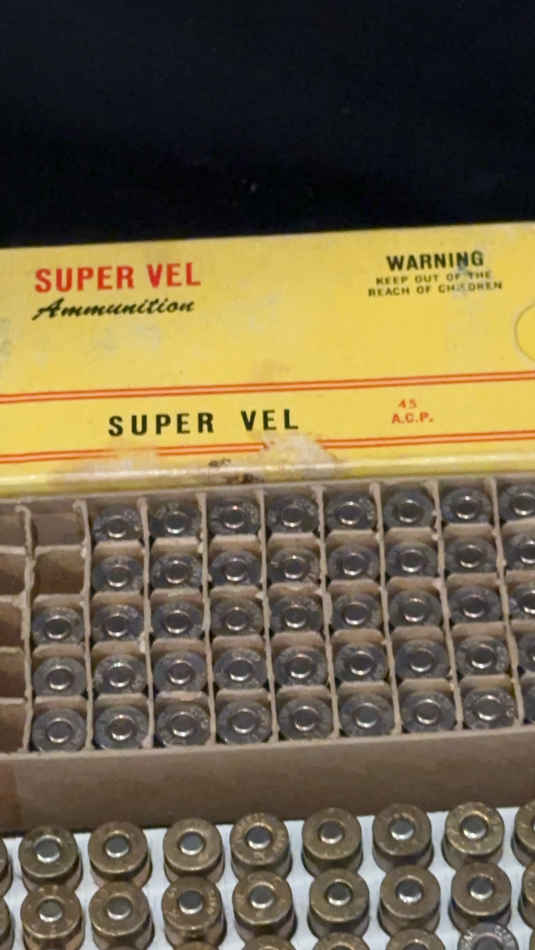 SUPER VEL
Ammunition
WARNING
KEEP OUT OF THE
REACH OF CHILDREN
SUPER VEL
45
A.C.P.